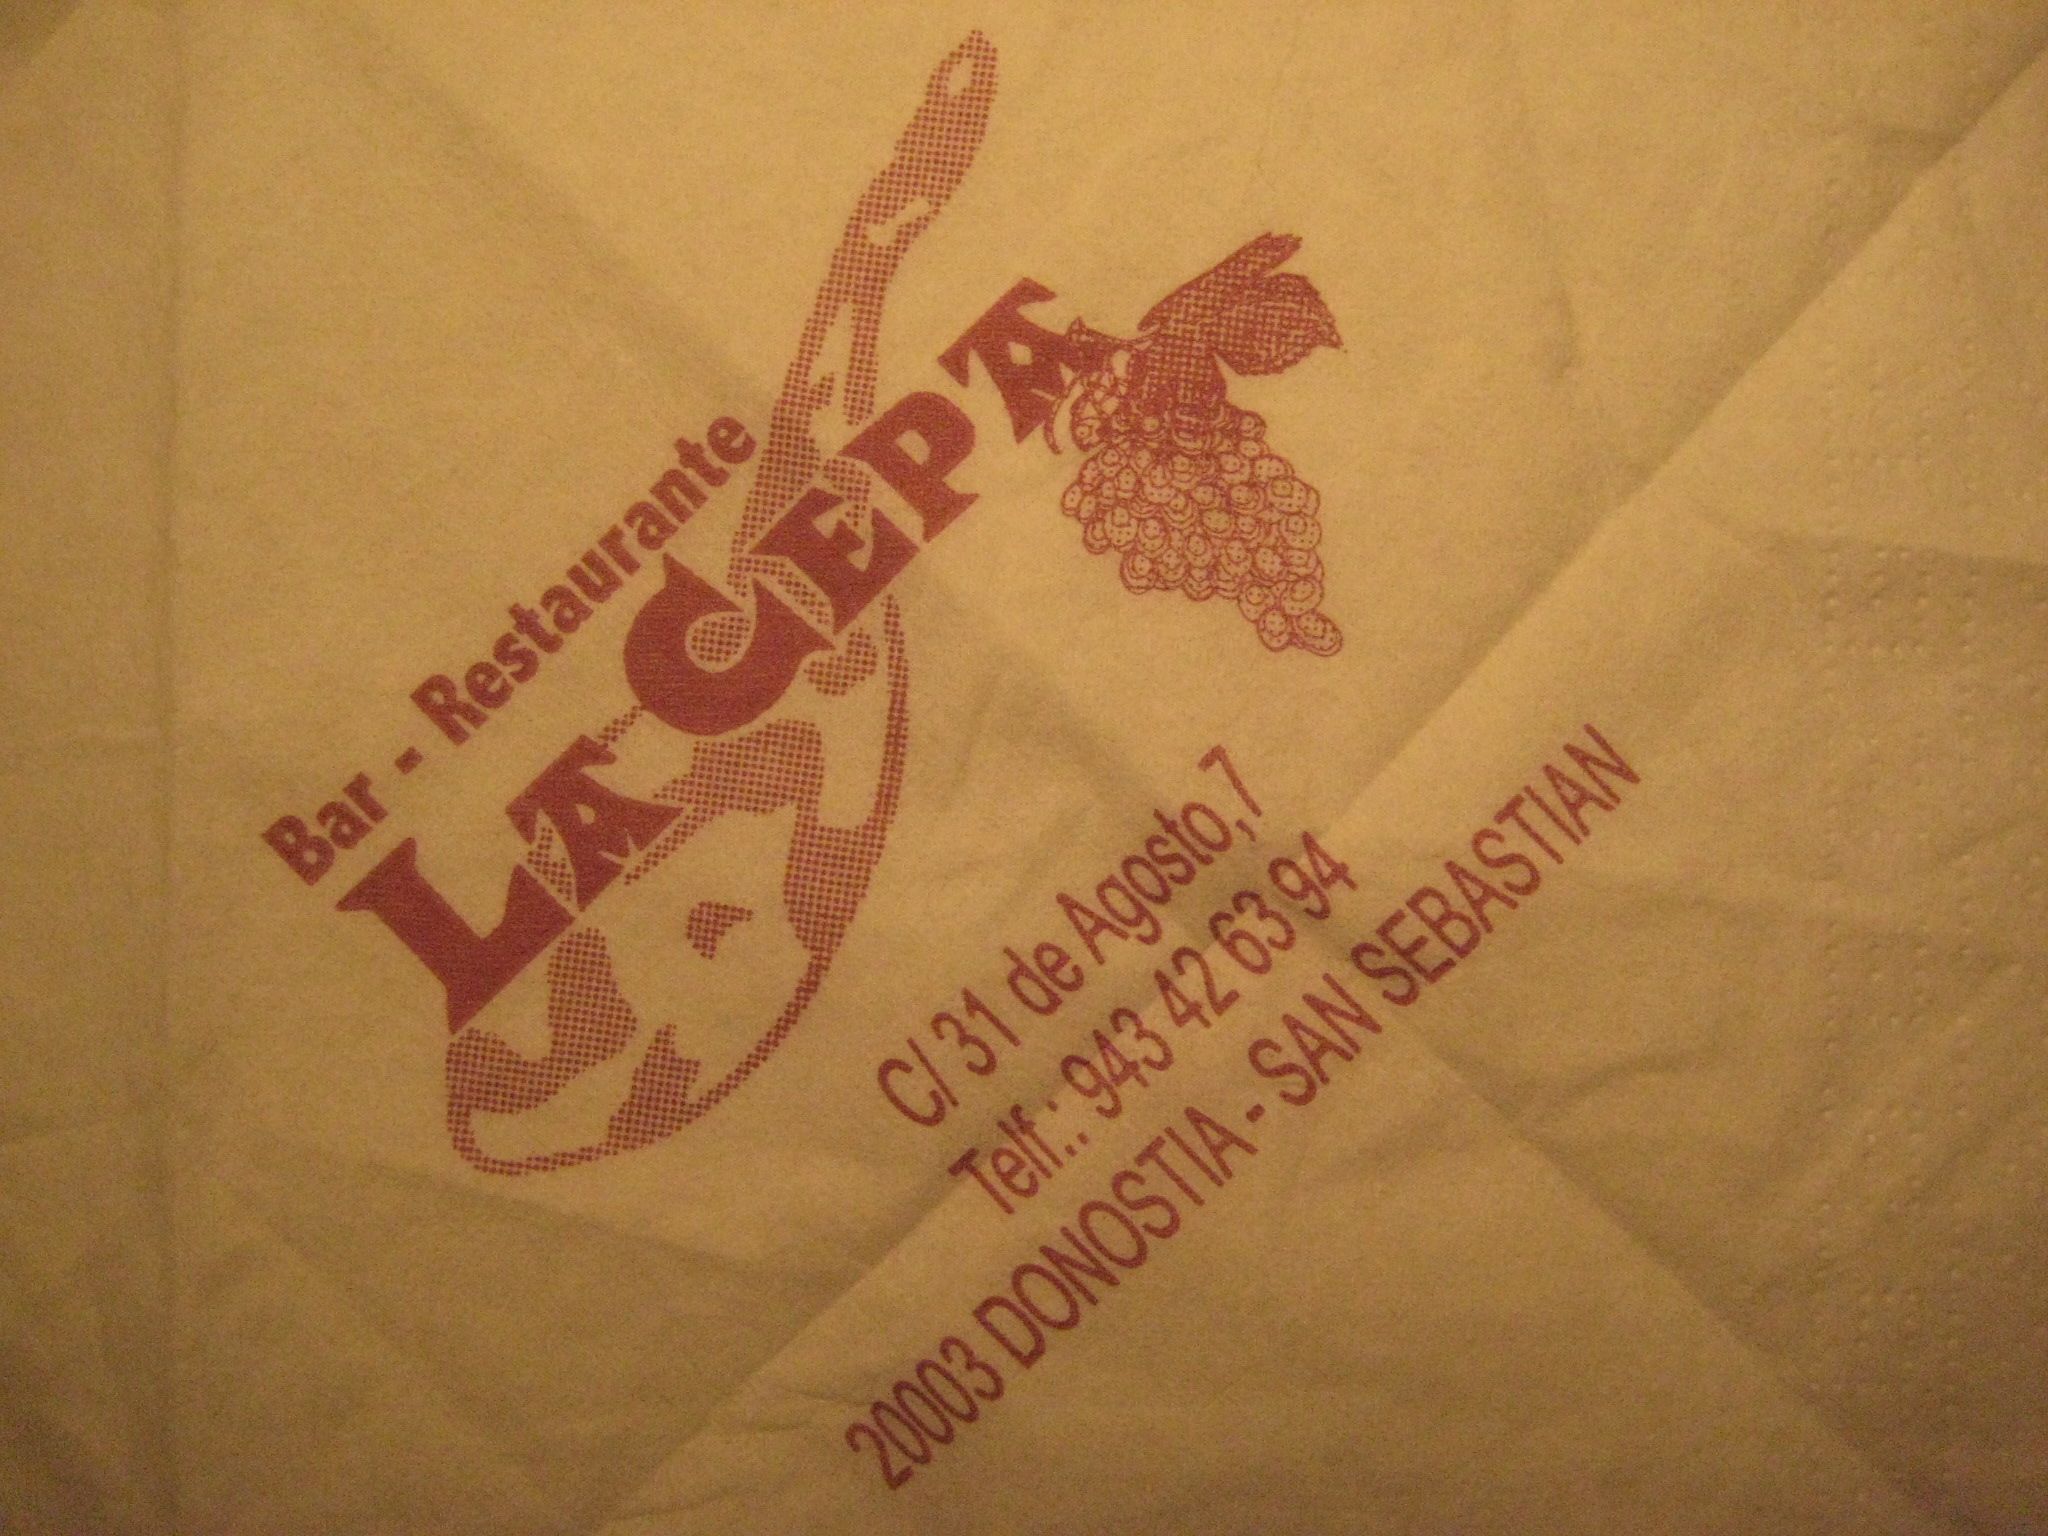 Bar - Restaurante
LA CEPA
C/ 31 de Agosto,7
Telf.: 943 42 63 94
20003 DONOSTIA - SAN SEBASTIAN